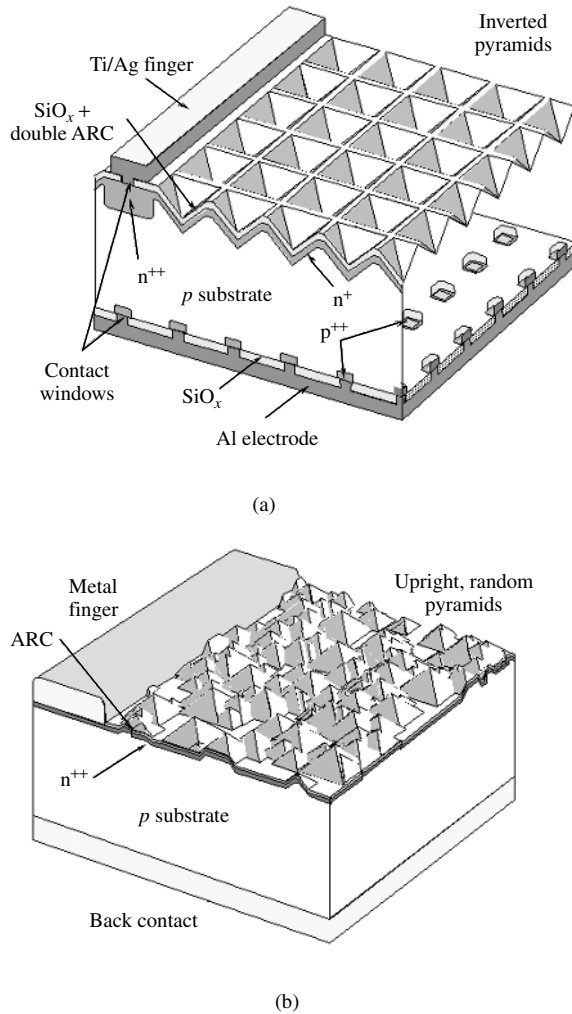 Inverted
pyramids
Ti/Ag finger
SiOₓ +
double ARC
n⁺⁺
p substrate
n⁺
p⁺⁺
Contact
windows
SiOₓ
Al electrode
(a)
Metal
finger
Upright, random
pyramids
ARC
n⁺⁺
p substrate
Back contact
(b)